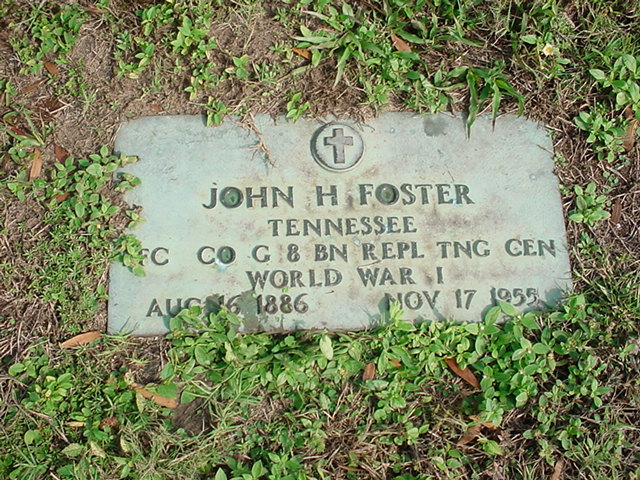 JOHN H FOSTER
TENNESSEE
FC CO G 8 BN REPL TNG CEN
WORLD WAR I
AUG 16 1886 NOV 17 1955